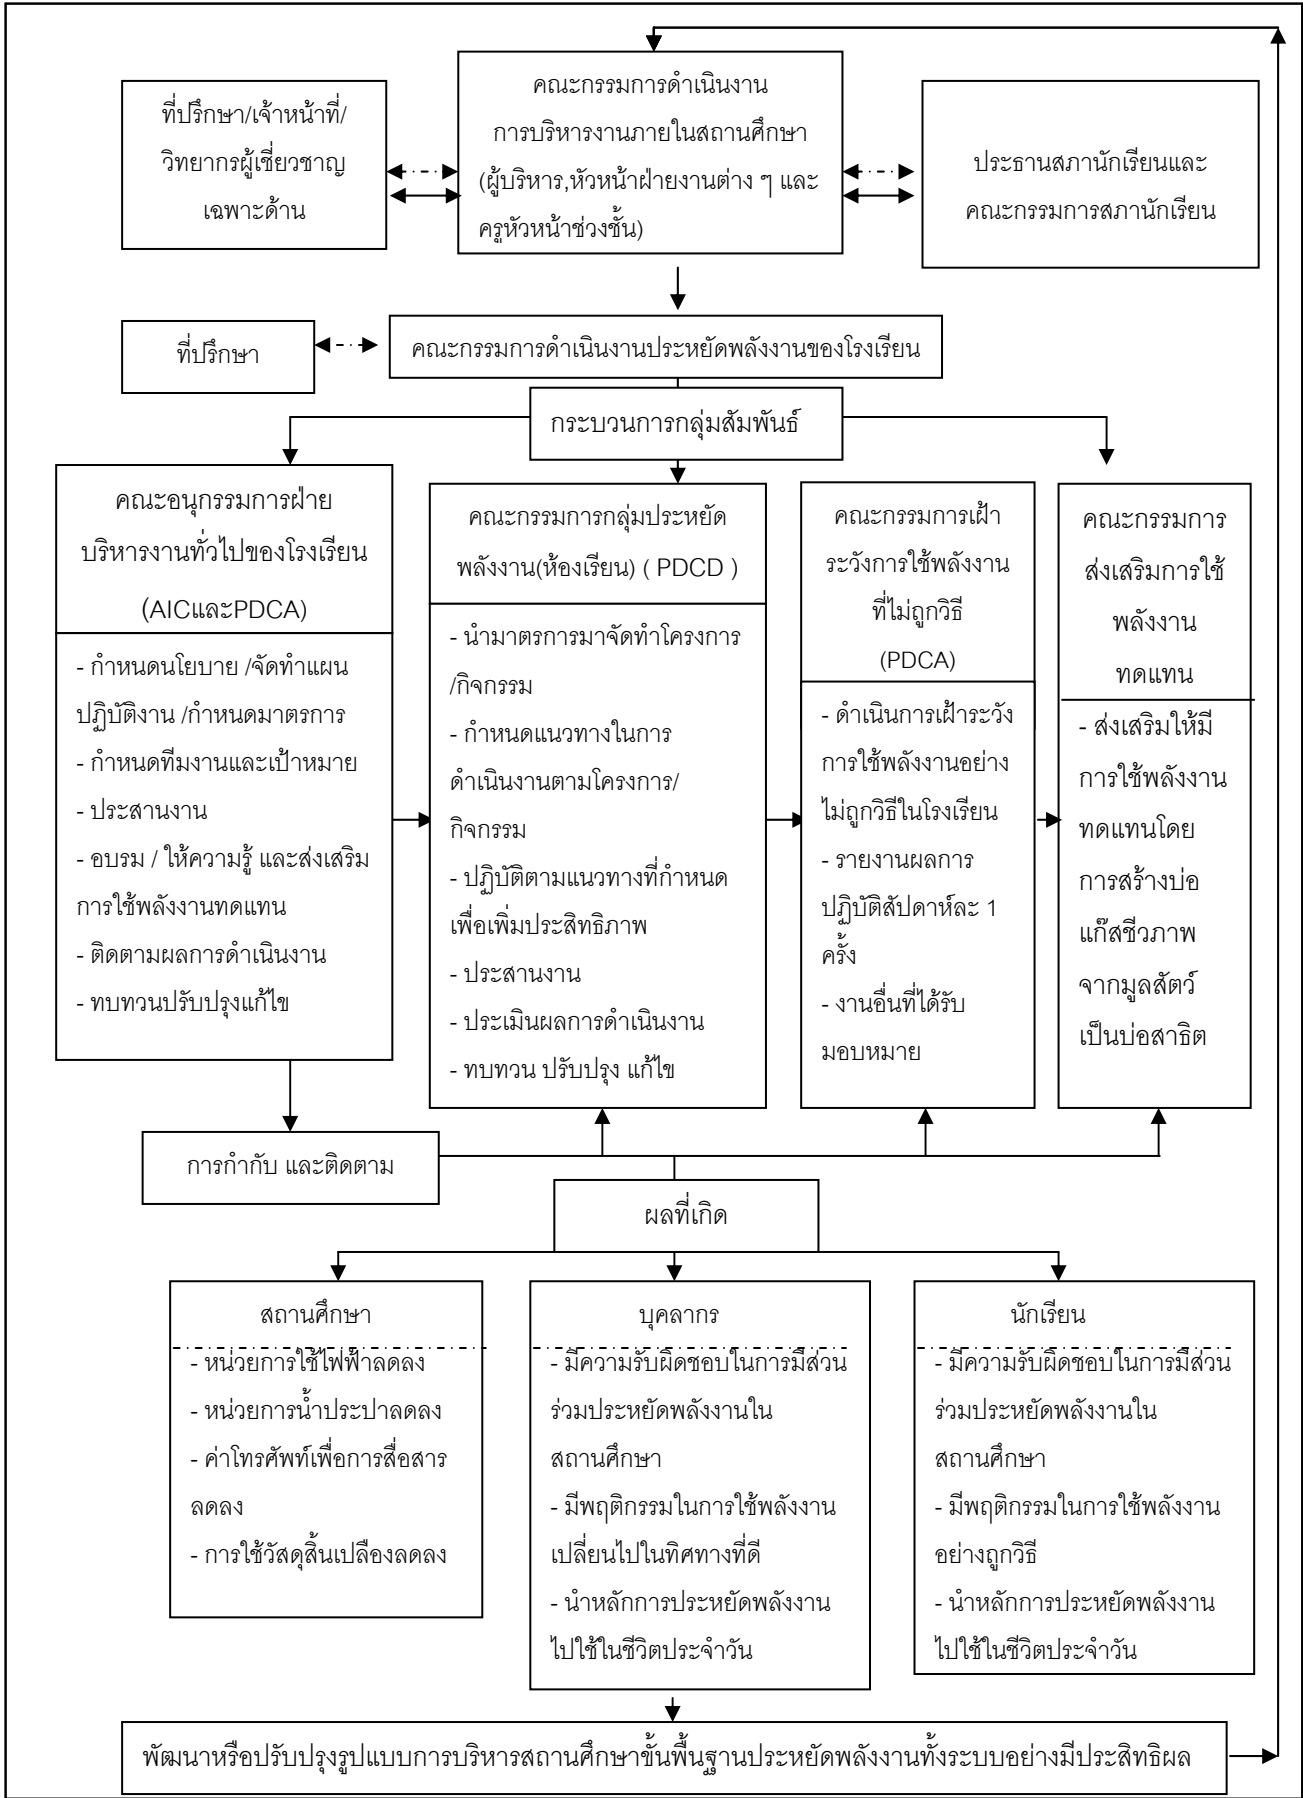 คณะกรรมการดำเนินงาน
การบริหารงานภายในสถานศึกษา
(ผู้บริหาร,หัวหน้าฝ่ายงานต่าง ๆ และ
ครูหัวหน้าช่วงชั้น)
ที่ปรึกษา/เจ้าหน้าที่/
วิทยากรผู้เชี่ยวชาญ
เฉพาะด้าน
ประธานสภานักเรียนและ
คณะกรรมการสภานักเรียน
ที่ปรึกษา
คณะกรรมการดำเนินงานประหยัดพลังงานของโรงเรียน
กระบวนการกลุ่มสัมพันธ์
คณะอนุกรรมการฝ่าย
บริหารงานทั่วไปของโรงเรียน
(AICและPDCA)
- กำหนดนโยบาย /จัดทำแผน
ปฏิบัติงาน /กำหนดมาตรการ
- กำหนดทีมงานและเป้าหมาย
- ประสานงาน
- อบรม / ให้ความรู้ และส่งเสริม
การใช้พลังงานทดแทน
- ติดตามผลการดำเนินงาน
- ทบทวนปรับปรุงแก้ไข
คณะกรรมการกลุ่มประหยัด
พลังงาน(ห้องเรียน) ( PDCD )
- นำมาตรการมาจัดทำโครงการ
/กิจกรรม
- กำหนดแนวทางในการ
ดำเนินงานตามโครงการ/
กิจกรรม
- ปฏิบัติตามแนวทางที่กำหนด
เพื่อเพิ่มประสิทธิภาพ
- ประสานงาน
- ประเมินผลการดำเนินงาน
- ทบทวน ปรับปรุง แก้ไข
คณะกรรมการเฝ้า
ระวังการใช้พลังงาน
ที่ไม่ถูกวิธี
(PDCA)
- ดำเนินการเฝ้าระวัง
การใช้พลังงานอย่าง
ไม่ถูกวิธีในโรงเรียน
- รายงานผลการ
ปฏิบัติสัปดาห์ละ 1
ครั้ง
- งานอื่นที่ได้รับ
มอบหมาย
คณะกรรมการ
ส่งเสริมการใช้
พลังงาน
ทดแทน
- ส่งเสริมให้มี
การใช้พลังงาน
ทดแทนโดย
การสร้างบ่อ
แก๊สชีวภาพ
จากมูลสัตว์
เป็นบ่อสาธิต
การกำกับ และติดตาม
ผลที่เกิด
สถานศึกษา
- หน่วยการใช้ไฟฟ้าลดลง
- หน่วยการน้ำประปาลดลง
- ค่าโทรศัพท์เพื่อการสื่อสาร
ลดลง
- การใช้วัสดุสิ้นเปลืองลดลง
บุคลากร
- มีความรับผิดชอบในการมีส่วน
ร่วมประหยัดพลังงานใน
สถานศึกษา
- มีพฤติกรรมในการใช้พลังงาน
เปลี่ยนไปในทิศทางที่ดี
- นำหลักการประหยัดพลังงาน
ไปใช้ในชีวิตประจำวัน
นักเรียน
- มีความรับผิดชอบในการมีส่วน
ร่วมประหยัดพลังงานใน
สถานศึกษา
- มีพฤติกรรมในการใช้พลังงาน
อย่างถูกวิธี
- นำหลักการประหยัดพลังงาน
ไปใช้ในชีวิตประจำวัน
พัฒนาหรือปรับปรุงรูปแบบการบริหารสถานศึกษาขั้นพื้นฐานประหยัดพลังงานทั้งระบบอย่างมีประสิทธิผล